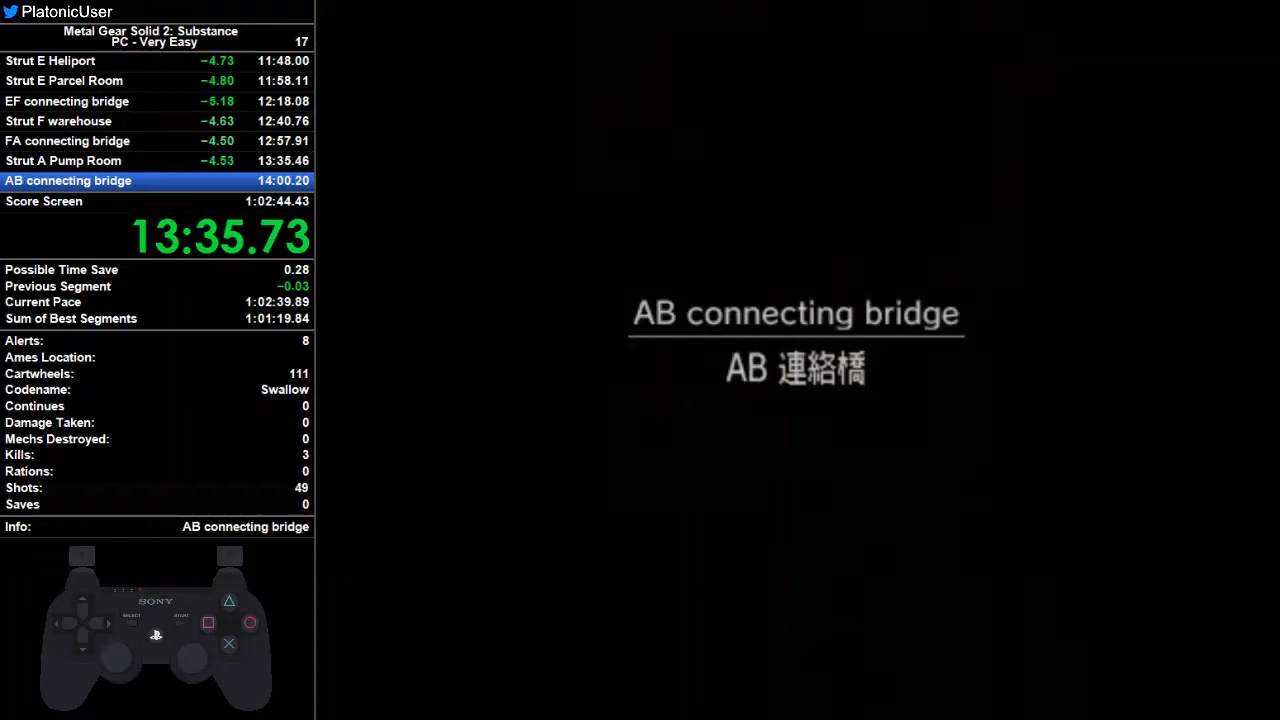 PlatonicUser
Metal Gear Solid 2: Substance
PC - Very Easy 17
Strut E Heliport −4.73 11:48.00
Strut E Parcel Room −4.80 11:58.11
EF connecting bridge −5.18 12:18.08
Strut F warehouse −4.63 12:40.76
FA connecting bridge −4.50 12:57.91
Strut A Pump Room −4.53 13:35.46
AB connecting bridge 14:00.20
Score Screen 1:02:44.43
13:35.73
Possible Time Save 0.28
Previous Segment −0.03
Current Pace 1:02:39.89
Sum of Best Segments 1:01:19.84
Alerts: 8
Ames Location:
Cartwheels: 111
Codename: Swallow
Continues 0
Damage Taken: 0
Mechs Destroyed: 0
Kills: 3
Rations: 0
Shots: 49
Saves 0
Info: AB connecting bridge
SONY
SELECT START
AB connecting bridge
AB 連絡橋